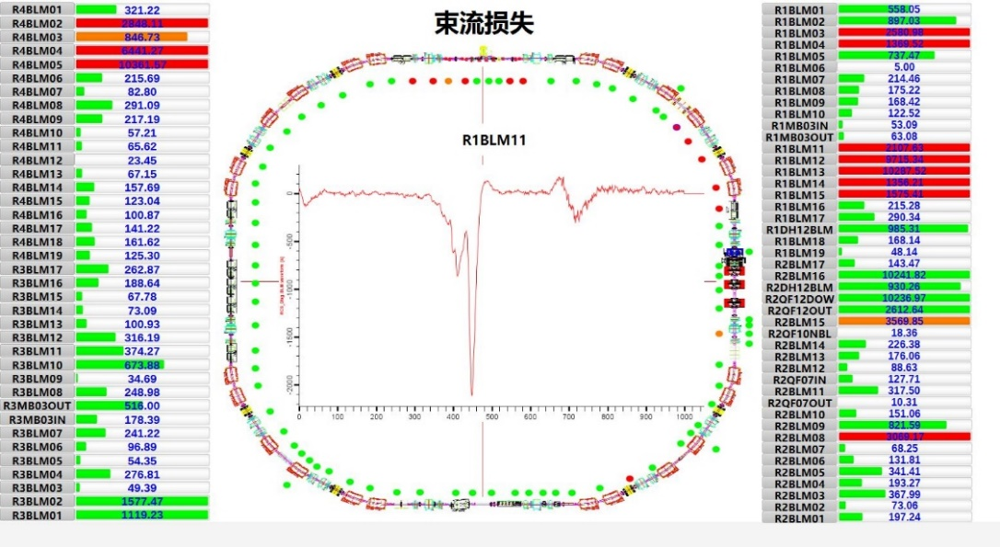 束流损失
R4BLM01 321.22
R4BLM02 2848.11
R4BLM03 846.73
R4BLM04 6441.27
R4BLM05 10361.57
R4BLM06 215.69
R4BLM07 82.80
R4BLM08 291.09
R4BLM09 217.19
R4BLM10 57.21
R4BLM11 65.62
R4BLM12 23.45
R4BLM13 67.15
R4BLM14 157.69
R4BLM15 123.04
R4BLM16 100.87
R4BLM17 141.22
R4BLM18 161.62
R4BLM19 125.30
R3BLM17 262.87
R3BLM16 188.64
R3BLM15 67.78
R3BLM14 73.09
R3BLM13 100.93
R3BLM12 316.19
R3BLM11 374.27
R3BLM10 673.88
R3BLM09 34.69
R3BLM08 248.98
R3MB03OUT 516.00
R3MB03IN 178.39
R3BLM07 241.22
R3BLM06 96.89
R3BLM05 54.35
R3BLM04 276.81
R3BLM03 49.39
R3BLM02 1577.47
R3BLM01 1119.23
R1BLM11
0
-500
-1000
-1500
-2000
0 100 200 300 400 500 600 700 800 900 1000
R1BLM01 558.05
R1BLM02 897.03
R1BLM03 2580.98
R1BLM04 1369.52
R1BLM05 737.47
R1BLM06 5.00
R1BLM07 214.46
R1BLM08 175.22
R1BLM09 168.42
R1BLM10 122.52
R1MB03IN 53.09
R1MB03OUT 63.08
R1BLM11 2107.63
R1BLM12 9715.34
R1BLM13 10287.52
R1BLM14 1356.21
R1BLM15 1575.41
R1BLM16 215.28
R1BLM17 290.34
R1DH12BLM 985.31
R1BLM18 168.14
R1BLM19 48.14
R2BLM17 143.47
R2BLM16 10241.82
R2DH12BLM 930.26
R2QF12DOW 10236.97
R2QF12OUT 2612.64
R2BLM15 3569.85
R2QF10NBL 18.36
R2BLM14 226.38
R2BLM13 176.06
R2BLM12 88.63
R2QF07IN 127.71
R2BLM11 317.50
R2QF07OUT 10.31
R2BLM10 151.06
R2BLM09 821.59
R2BLM08 3069.17
R2BLM07 68.25
R2BLM06 131.81
R2BLM05 341.41
R2BLM04 193.27
R2BLM03 367.99
R2BLM02 73.06
R2BLM01 197.24